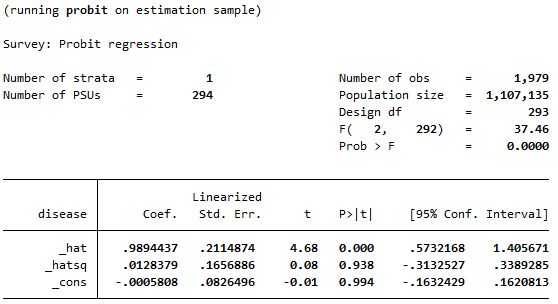 (running probit on estimation sample)
Survey: Probit regression
Number of strata = 1 Number of obs = 1,979
Number of PSUs = 294 Population size = 1,107,135
Design df = 293
F( 2, 292) = 37.46
Prob > F = 0.0000
Linearized
disease Coef. Std. Err. t P>|t| [95% Conf. Interval]
_hat .9894437 .2114874 4.68 0.000 .5732168 1.405671
_hatsq .0128379 .1656886 0.08 0.938 -.3132527 .3389285
_cons -.0005808 .0826496 -0.01 0.994 -.1632429 .1620813